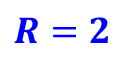 R = 2